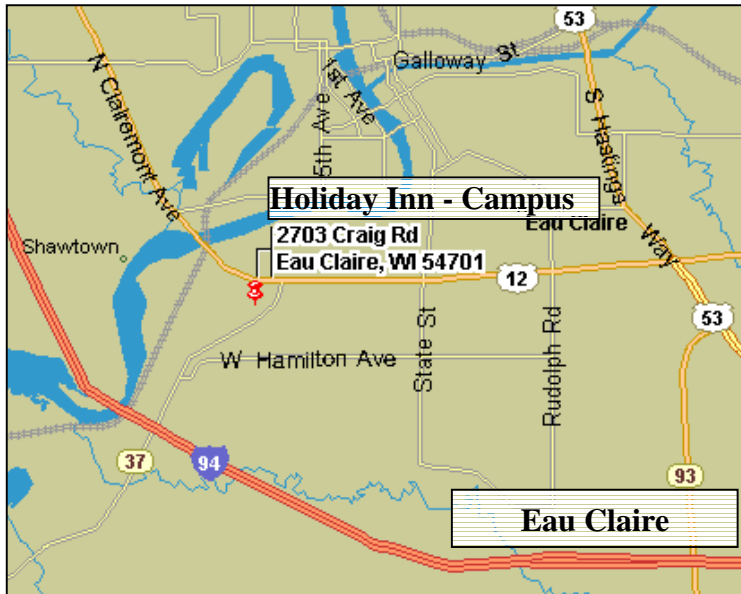 53
Galloway St
N Clairemont Ave
1st Ave
5th Ave
S Hastings Way
Holiday Inn - Campus
Eau Claire
2703 Craig Rd
Eau Claire, WI 54701
Shawtown
12
53
W Hamilton Ave
State St
Rudolph Rd
37
94
93
Eau Claire